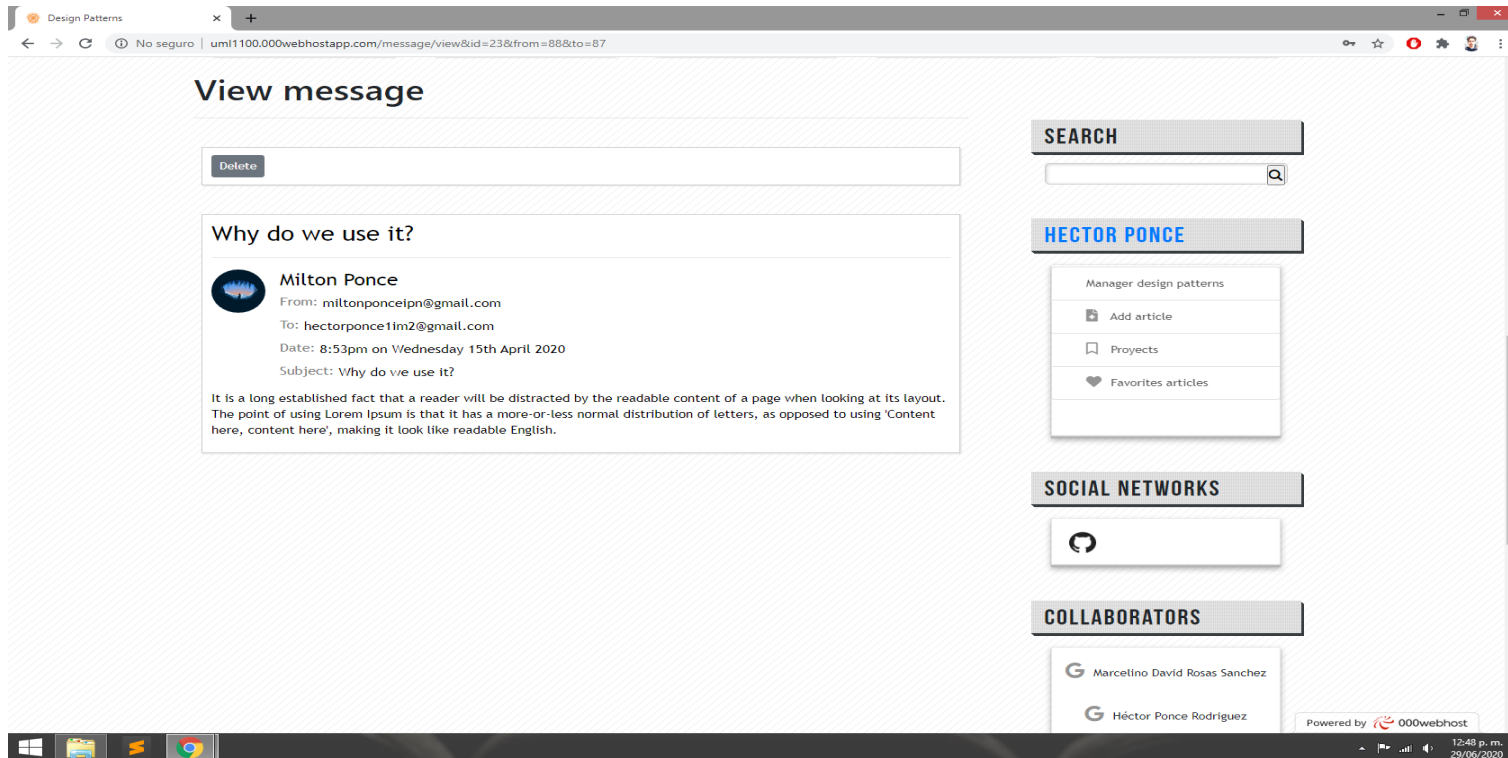 Design Patterns
No seguro
uml1100.000webhostapp.com/message/view&id=23&from=88&to=87
View message
Delete
Why do we use it?
Milton Ponce
From: miltonponceipn@gmail.com
To: hectorponce1im2@gmail.com
Date: 8:53pm on Wednesday 15th April 2020
Subject: Why do we use it?
It is a long established fact that a reader will be distracted by the readable content of a page when looking at its layout.
The point of using Lorem Ipsum is that it has a more-or-less normal distribution of letters, as opposed to using 'Content
here, content here', making it look like readable English.
SEARCH
HECTOR PONCE
Manager design patterns
Add article
Proyects
Favorites articles
SOCIAL NETWORKS
COLLABORATORS
Marcelino David Rosas Sanchez
Héctor Ponce Rodriguez
Powered by 000webhost
12:48 p. m.
29/06/2020